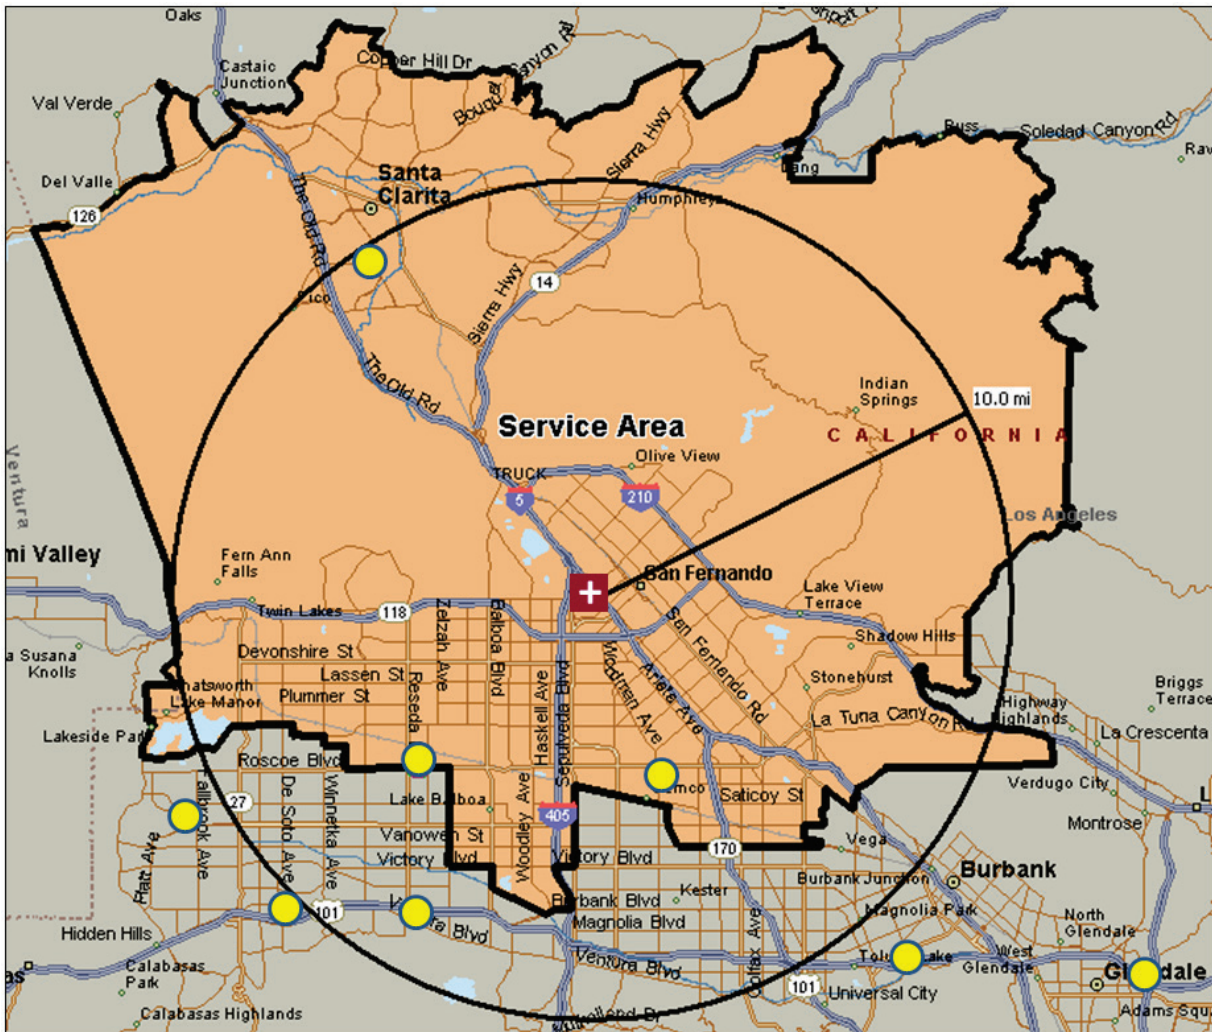 Oaks
Castaic
Junction
Copper Hill Dr
Canyon Rd
Val Verde
Sierra Hwy
Russ
Soledad Canyon Rd
Lang
Del Valle
Santa
Clarita
126
The Old Rd
Humphreys
14
Sierra Hwy
The Old Rd
Indian
Springs
10.0 mi
Service Area
CALIFORNIA
Ventura
TRUCK
Olive View
5
210
Los Angeles
mi Valley
Fern Ann
Falls
San Fernando
Twin Lakes
118
Zelzah Ave
Balboa Blvd
Lake View
Terrace
Shadow Hills
a Susana
Knolls
Devonshire St
Lassen St
Plummer St
Reseda
Haskell Ave
Sepulveda Blvd
Woodman Ave
Arleta Ave
San Fernando Rd
Stonehurst
Briggs
Terrace
Chatsworth
Lake Manor
La Tuna Canyon Rd
Highway
Highlands
Lakeside Park
La Crescenta
Roscoe Blvd
Verdugo City
27
Fallbrook Ave
De Soto Ave
Winnetka Ave
Lake Balboa
Woodley Ave
405
Saticoy St
Montrose
Platt Ave
Vanowen St
Victory Blvd
Victory Blvd
170
Vega
Burbank
Burbank Junction
Kester
Burbank Blvd
Magnolia Park
101
Magnolia Blvd
Colfax Ave
North
Glendale
Hidden Hills
Ventura Blvd
Ventura Blvd
West
Glendale
as
Calabasas
Park
101
Universal City
Calabasas Highlands
Adams Squ